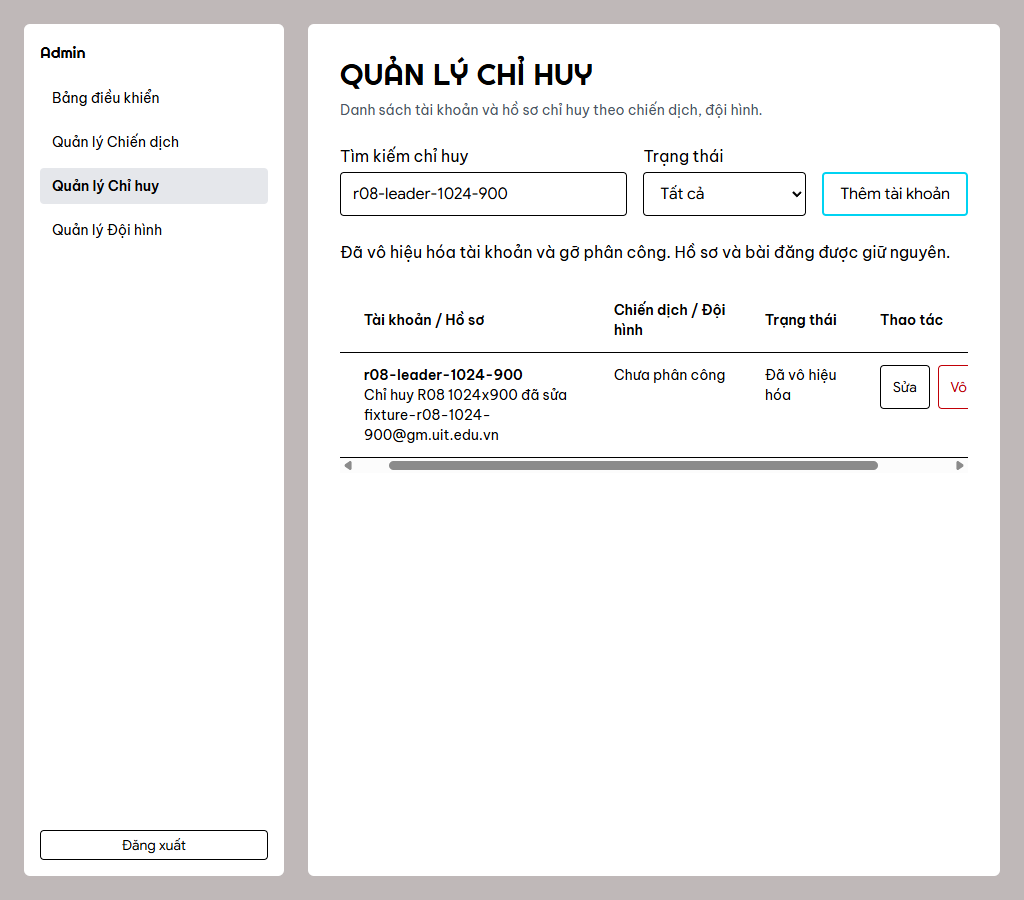 Admin
Bảng điều khiển
Quản lý Chiến dịch
Quản lý Chỉ huy
Quản lý Đội hình
Đăng xuất
QUẢN LÝ CHỈ HUY
Danh sách tài khoản và hồ sơ chỉ huy theo chiến dịch, đội hình.
Tìm kiếm chỉ huy
Trạng thái
r08-leader-1024-900
Tất cả
Thêm tài khoản
Đã vô hiệu hóa tài khoản và gỡ phân công. Hồ sơ và bài đăng được giữ nguyên.
Tài khoản / Hồ sơ
Chiến dịch / Đội
hình
Trạng thái
Thao tác
r08-leader-1024-900
Chỉ huy R08 1024x900 đã sửa
fixture-r08-1024-
900@gm.uit.edu.vn
Chưa phân công
Đã vô hiệu
hóa
Sửa
Vô